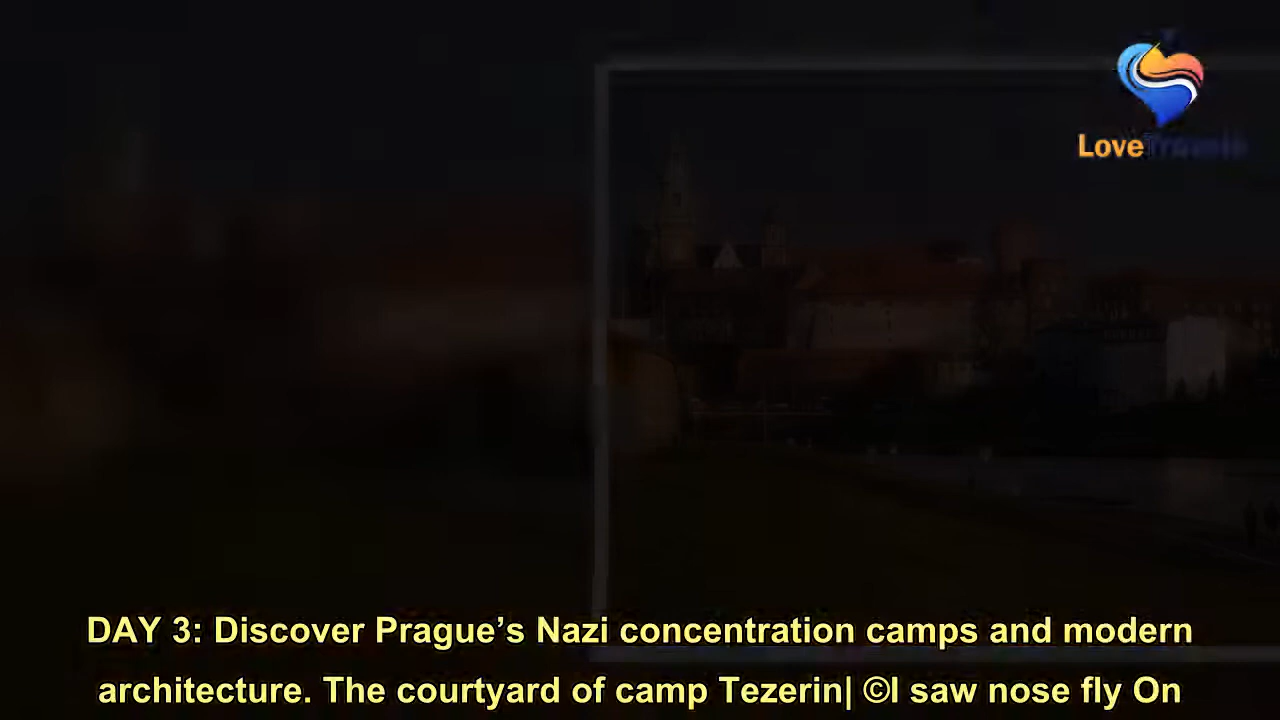 Love
DAY 3: Discover Prague’s Nazi concentration camps and modern
architecture. The courtyard of camp Tezerin| ©I saw nose fly On